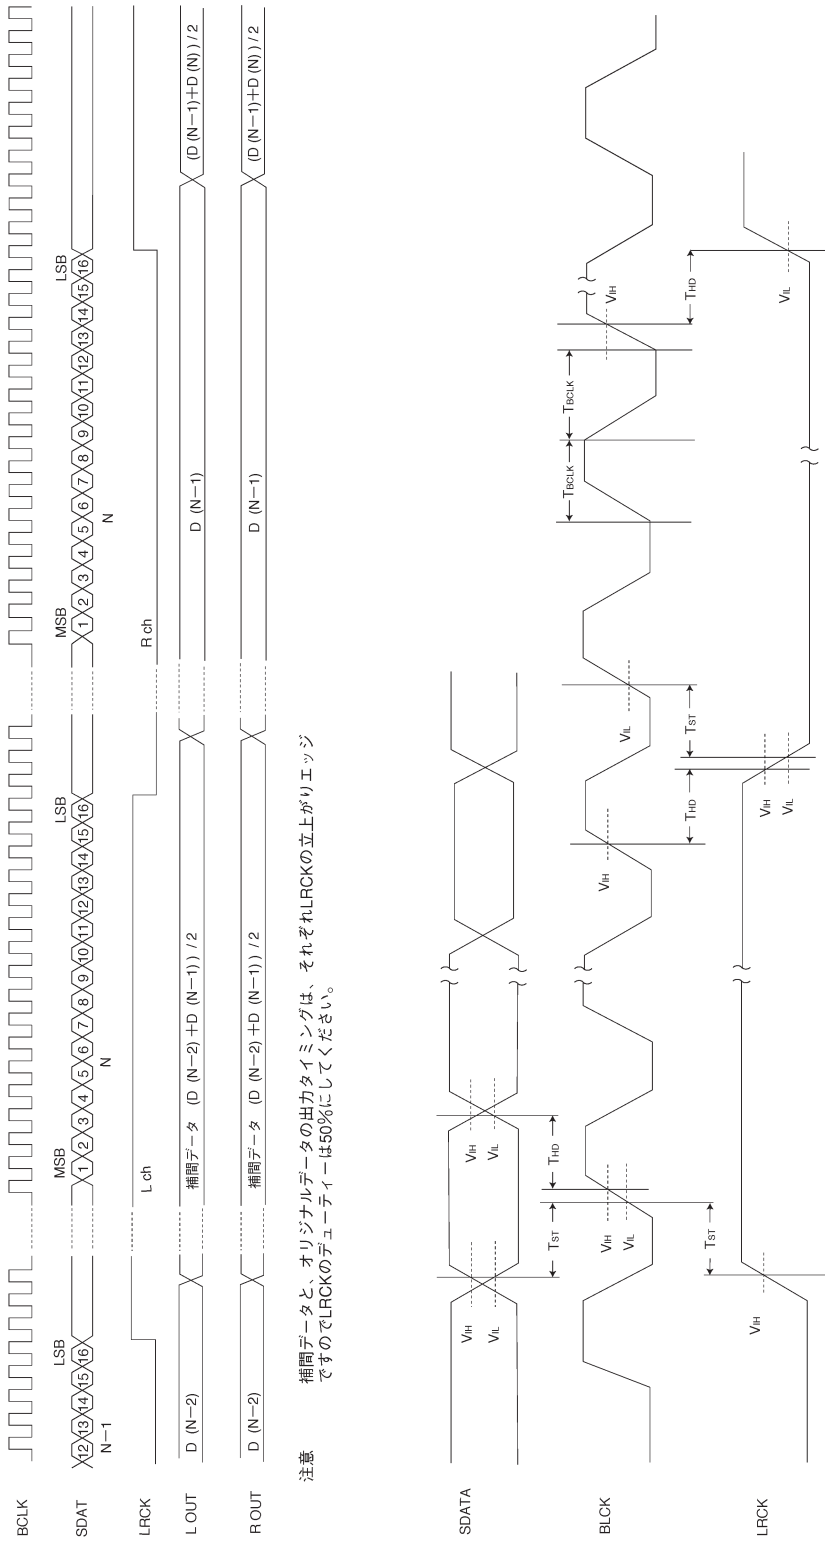 BCLK
SDAT
12 13 14 15 16
LSB
N−1
MSB
1 2 3 4 5 6 7 8 9 10 11 12 13 14 15 16
LSB
N
MSB
1 2 3 4 5 6 7 8 9 10 11 12 13 14 15 16
LSB
N
LRCK
L ch
R ch
L OUT
D (N−2)
補間データ (D (N−2) +D (N−1)) /2
D (N−1)
(D (N−1)+D (N)) /2
R OUT
D (N−2)
補間データ (D (N−2) +D (N−1)) /2
D (N−1)
(D (N−1)+D (N)) /2
注意 補間データと、オリジナルデータの出力タイミングは、それぞれLRCKの立上がりエッジ
ですのでLRCKのデューティーは50%にしてください。
SDATA
VIH
VIL
VIH
VIL
TST
THD
BLCK
VIH
VIL
VIH
VIL
TBCLK
TBCLK
VIH
TST
THD
TST
THD
LRCK
VIH
VIH
VIL
VIL